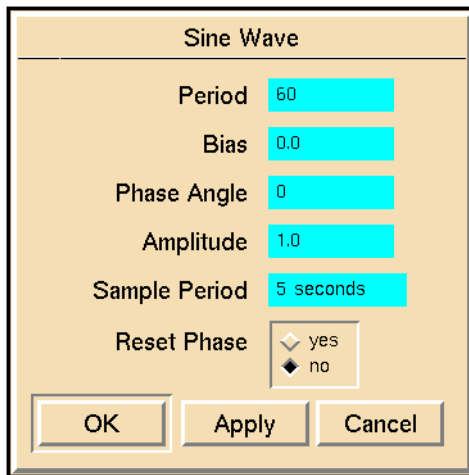 Sine Wave
Period 60
Bias 0.0
Phase Angle 0
Amplitude 1.0
Sample Period 5 seconds
Reset Phase yes
no
OK Apply Cancel